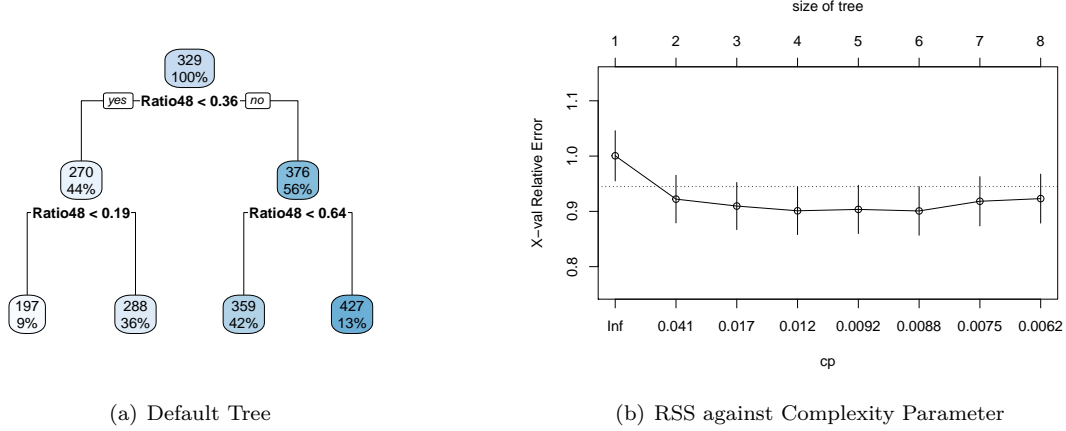 329
100%
yes Ratio48 < 0.36 no
270
44%
376
56%
Ratio48 < 0.19
Ratio48 < 0.64
197
9%
288
36%
359
42%
427
13%
(a) Default Tree
size of tree
1 2 3 4 5 6 7 8
X−val Relative Error
1.1
1.0
0.9
0.8
Inf 0.041 0.017 0.012 0.0092 0.0088 0.0075 0.0062
cp
(b) RSS against Complexity Parameter